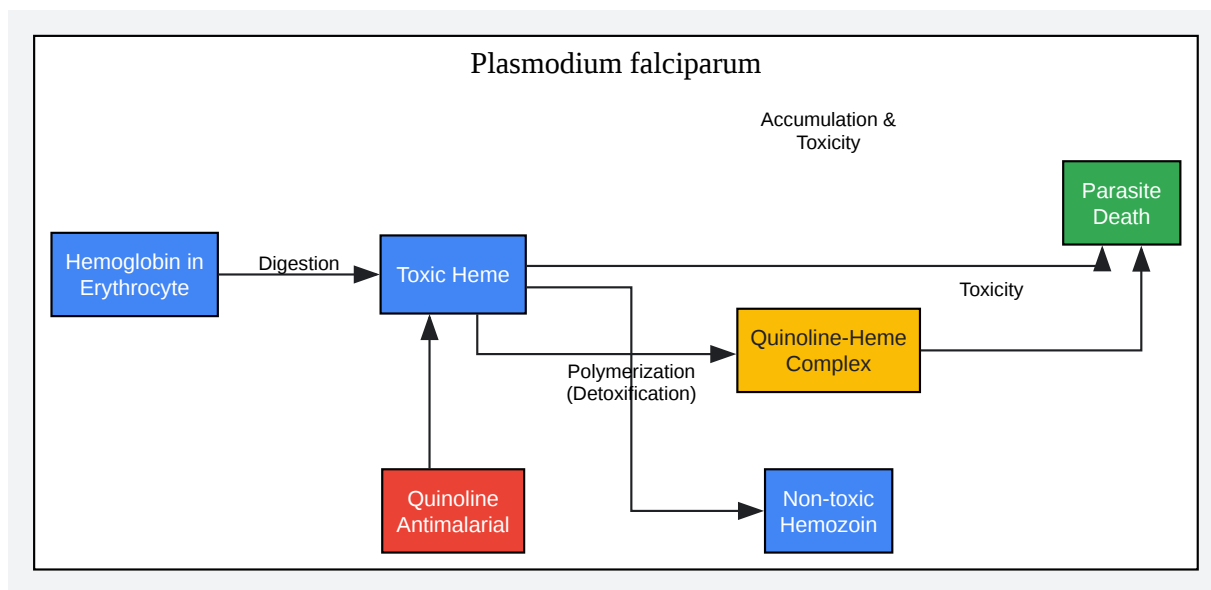 Plasmodium falciparum
Accumulation &
Toxicity
Parasite
Death
Hemoglobin in
Erythrocyte
Digestion
Toxic Heme
Toxicity
Quinoline-Heme
Complex
Polymerization
(Detoxification)
Quinoline
Antimalarial
Non-toxic
Hemozoin